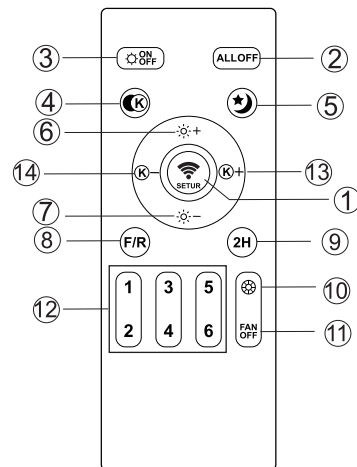 ③ ON OFF ALLOFF ②
④ K ⑤
⑥ +
⑭ K− K+ ⑬
SETUR ①
⑦ −
⑧ F/R 2H ⑨
1 3 5 ⑩
⑫ 2 4 6 FAN OFF ⑪